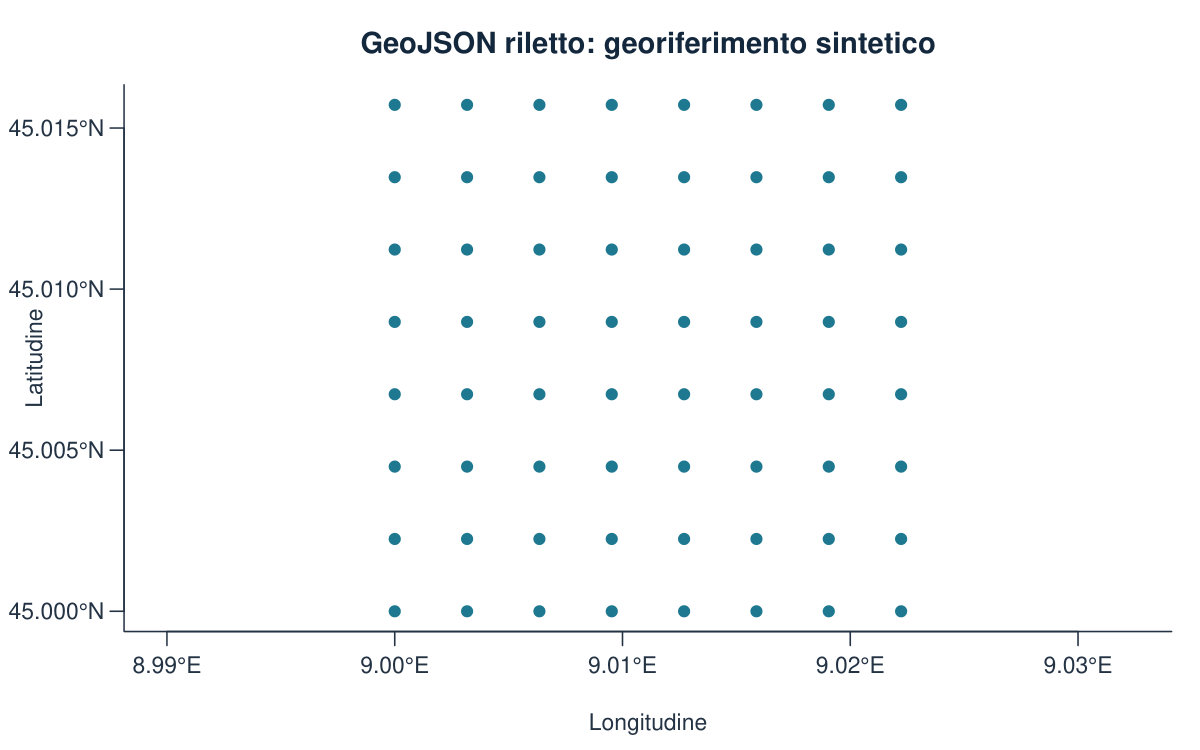 GeoJSON riletto: georiferimento sintetico
45.015°N
45.010°N
45.005°N
45.000°N
Latitudine
8.99°E
9.00°E
9.01°E
9.02°E
9.03°E
Longitudine